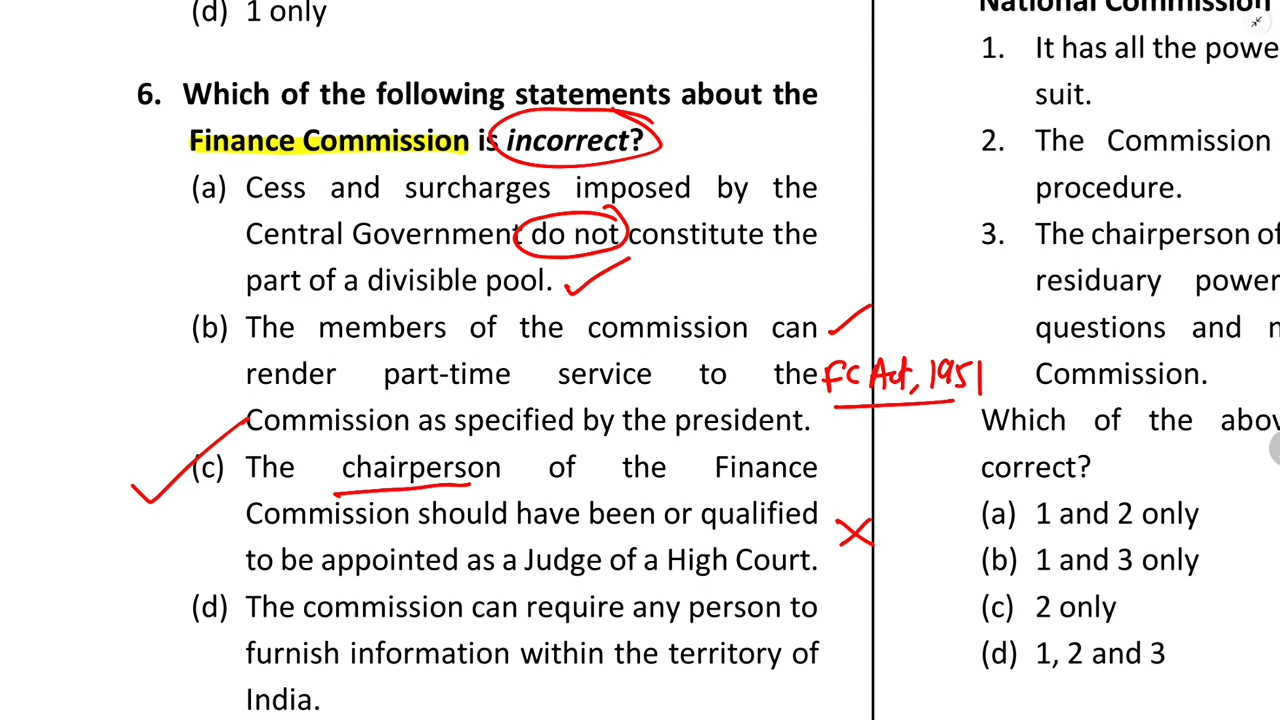 (d) 1 only
6. Which of the following statements about the
Finance Commission is incorrect?
(a) Cess and surcharges imposed by the
Central Government do not constitute the
part of a divisible pool.
(b) The members of the commission can
render part-time service to the
FC Act, 1951
Commission as specified by the president.
(c) The chairperson of the Finance
Commission should have been or qualified
to be appointed as a Judge of a High Court.
(d) The commission can require any person to
furnish information within the territory of
India.
National Commission
1. It has all the powe
suit.
2. The Commission
procedure.
3. The chairperson of
residuary power
questions and m
Commission.
Which of the abov
correct?
(a) 1 and 2 only
(b) 1 and 3 only
(c) 2 only
(d) 1, 2 and 3